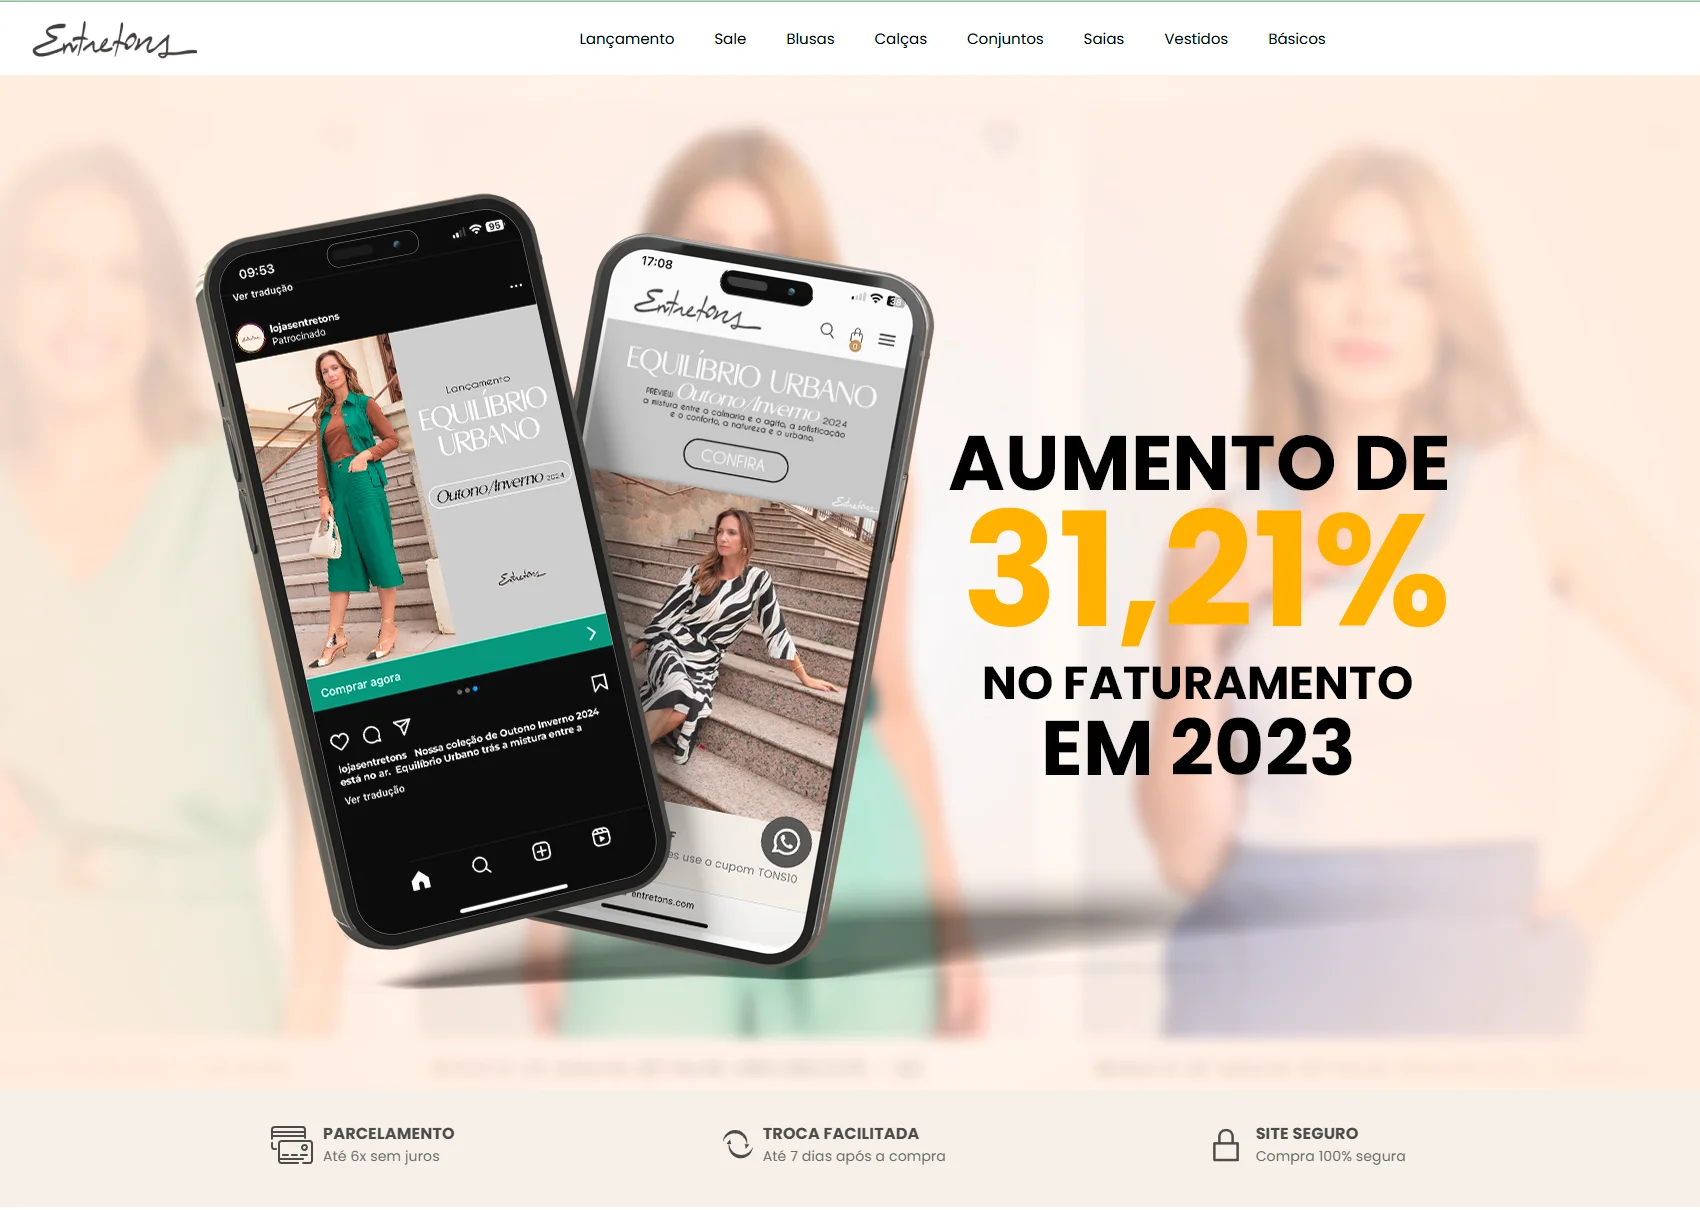 Entretons
Lançamento Sale Blusas Calças Conjuntos Saias Vestidos Básicos
09:53
95
Ver tradução
lojasentretons
Patrocinado
Lançamento
EQUILÍBRIO
URBANO
Outono/Inverno 2024
Entretons
Comprar agora
lojasentretons Nossa coleção de Outono Inverno 2024
está no ar. Equilíbrio Urbano trás a mistura entre a
Ver tradução
17:08
38
Entretons
0
EQUILÍBRIO URBANO
PREVIEW Outono/Inverno 2024
a mistura entre a calmaria e o agito, a sofisticação
e o conforto, a natureza e o urbano.
CONFIRA
Entretons
use o cupom TONS10
entretons.com
AUMENTO DE
31,21%
NO FATURAMENTO
EM 2023
PARCELAMENTO
Até 6x sem juros
TROCA FACILITADA
Até 7 dias após a compra
SITE SEGURO
Compra 100% segura